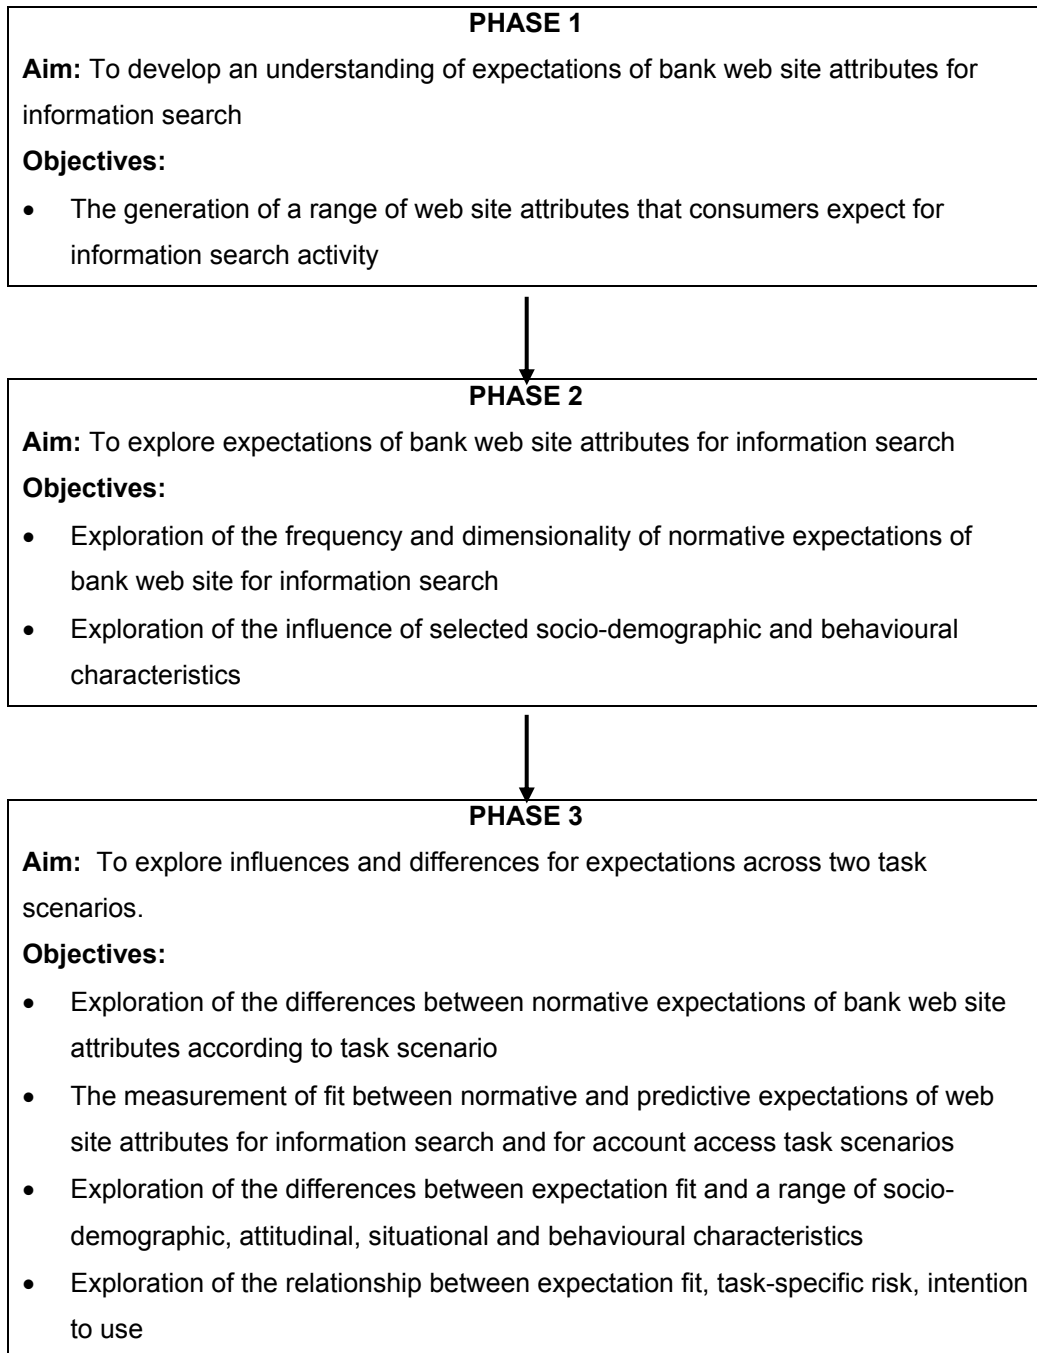 PHASE 1
Aim: To develop an understanding of expectations of bank web site attributes for
information search
Objectives:
• The generation of a range of web site attributes that consumers expect for
information search activity
PHASE 2
Aim: To explore expectations of bank web site attributes for information search
Objectives:
• Exploration of the frequency and dimensionality of normative expectations of
bank web site for information search
• Exploration of the influence of selected socio-demographic and behavioural
characteristics
PHASE 3
Aim:  To explore influences and differences for expectations across two task
scenarios.
Objectives:
• Exploration of the differences between normative expectations of bank web site
attributes according to task scenario
• The measurement of fit between normative and predictive expectations of web
site attributes for information search and for account access task scenarios
• Exploration of the differences between expectation fit and a range of socio-
demographic, attitudinal, situational and behavioural characteristics
• Exploration of the relationship between expectation fit, task-specific risk, intention
to use